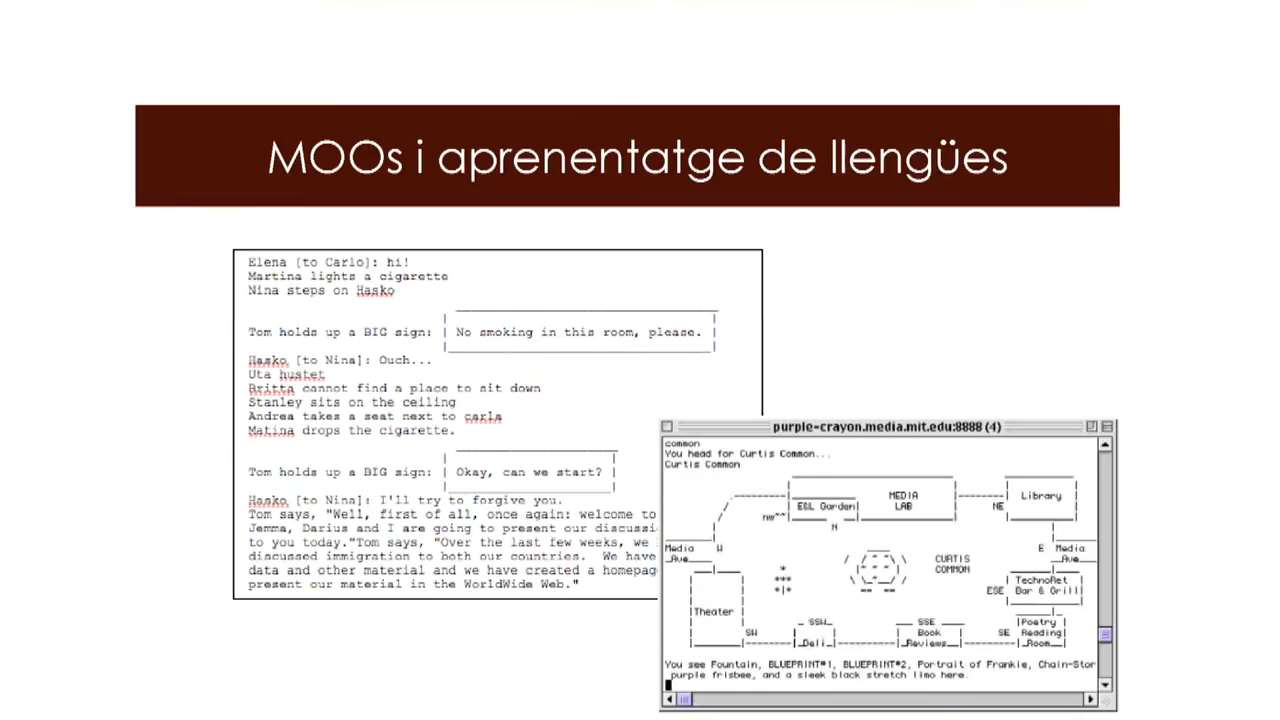 MOOs i aprenentatge de llengües
Elena [to Carlo]: hi!
Martina lights a cigarette
Nina steps on Hasko
Tom holds up a BIG sign: No smoking in this room, please.
Hasko [to Nina]: Ouch...
Uta hustet
Britta cannot find a place to sit down
Stanley sits on the ceiling
Andrea takes a seat next to carla
Matina drops the cigarette.
Tom holds up a BIG sign: Okay, can we start?
Hasko [to Nina]: I'll try to forgive you.
Tom says, "Well, first of all, once again: welcome to
Jemma, Darius and I are going to present our discussi
to you today."Tom says, "Over the last few weeks, we
discussed immigration to both our countries. We have
data and other material and we have created a homepag
present our material in the WorldWide Web."
purple-crayon.media.mit.edu:8888 (4)
common
You head for Curtis Common...
Curtis Common
MEDIA
Library
E&L Garden
LAB
NE
nw~~
N
Media
W
E
Media
Ave
CURTIS
Ave
COMMON
TechnoRet
ESE
Bar & Grill
Theater
SSW
SSE
Poetry
SW
Book
SE
Reading
Deli
Reviews
Room
You see Fountain, BLUEPRINT#1, BLUEPRINT#2, Portrait of Frankie, Chain-Stor
purple frisbee, and a sleek black stretch limo here.